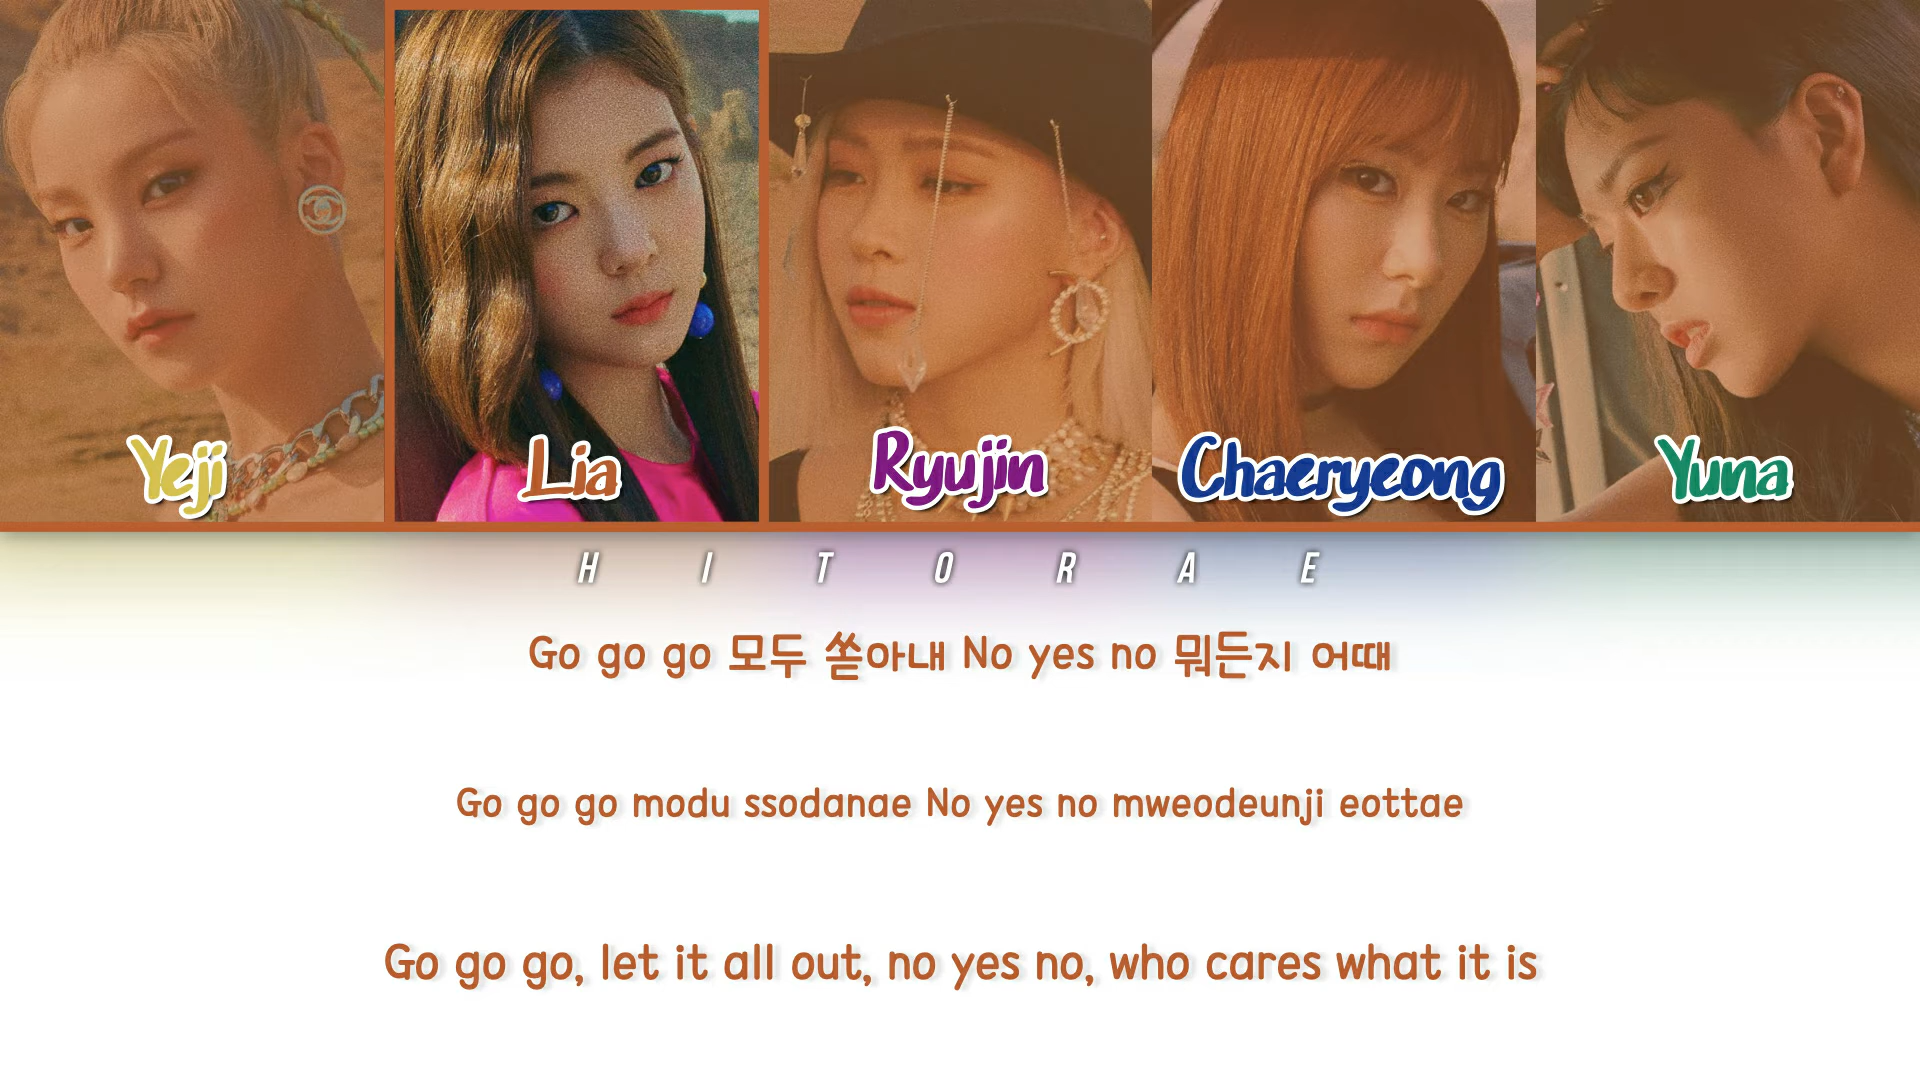 Yeji
Lia
Ryujin
Chaeryeong
Yuna
HITORAE
Go go go 모두 쏟아내 No yes no 뭐든지 어때
Go go go modu ssodanae No yes no mweodeunji eottae
Go go go, let it all out, no yes no, who cares what it is